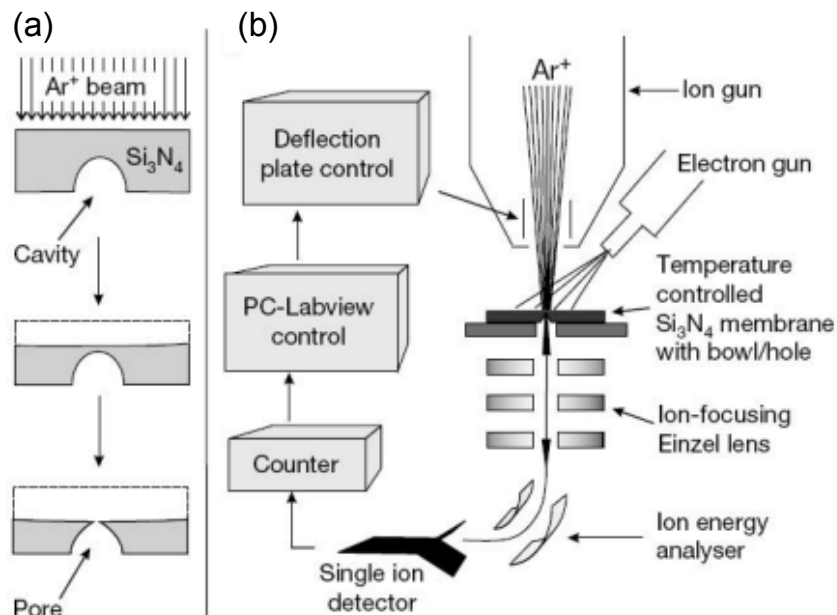 (a)
Ar⁺ beam
Si₃N₄
Cavity
Pore
(b)
Ar⁺
Ion gun
Deflection
plate control
Electron gun
PC-Labview
control
Temperature
controlled
Si₃N₄ membrane
with bowl/hole
Ion-focusing
Einzel lens
Counter
Ion energy
analyser
Single ion
detector